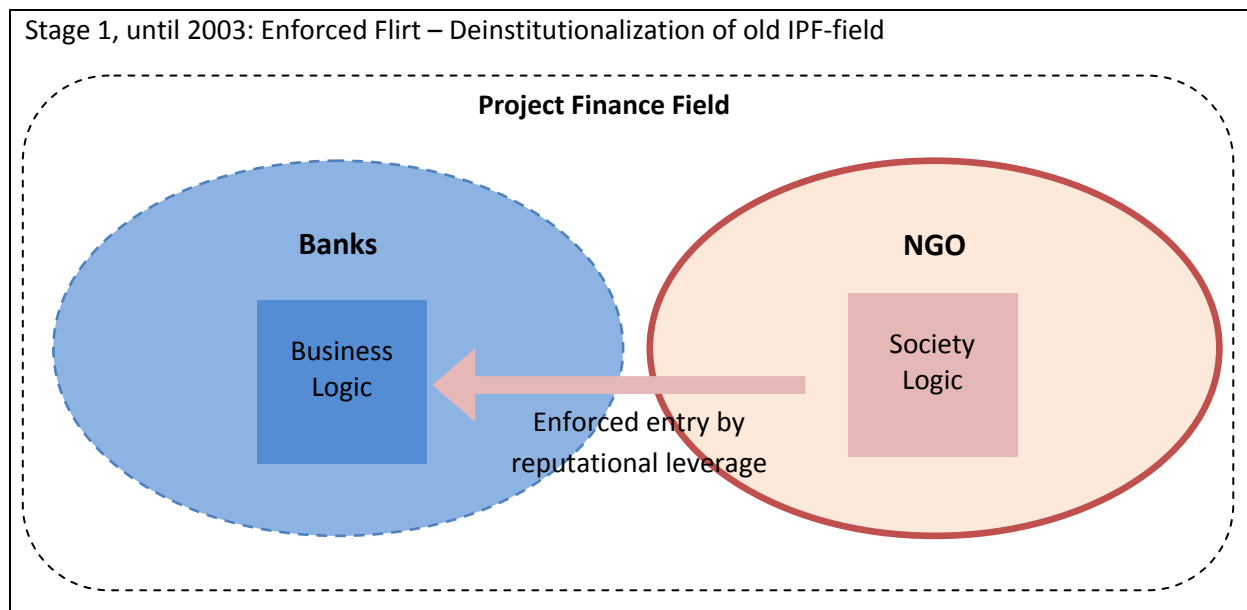 Stage 1, until 2003: Enforced Flirt – Deinstitutionalization of old IPF-field
Project Finance Field
Banks
NGO
Business
Logic
Society
Logic
Enforced entry by
reputational leverage